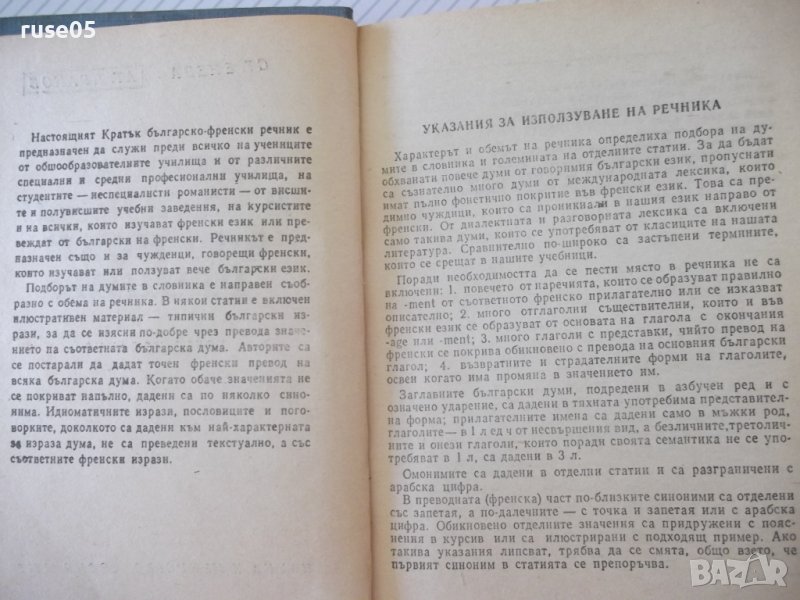 ruse05
Настоящият Кратък българско-френски речник е
предназначен да служи преди всичко на учениците
от общообразователните училища и от различните
специални и средни професионални училища, на
студентите — неспециалисти романисти — от висши-
те и полувисшите учебни заведения, на курсистите
и на всички, които изучават френски език или пре-
веждат от български на френски. Речникът е пред-
назначен също и за чужденци, говорещи френски,
които изучават или ползуват вече български език.
Подборът на думите в словника е направен съоб-
разно с обема на речника. В някои статии е включен
илюстративен материал — типични български из-
рази, за да се изясни по-добре чрез превода значе-
нието на съответната българска дума. Авторите са
се постарали да дадат точен френски превод на
всяка българска дума. Когато обаче значенията не
се покриват напълно, дадени са по няколко сино-
нима. Идиоматичните изрази, пословиците и пого-
ворките, доколкото са дадени към най-характерната
за израза дума, не са преведени текстуално, а със
съответните френски изрази.
УКАЗАНИЯ ЗА ИЗПОЛЗУВАНЕ НА РЕЧНИКА
Характерът и обемът на речника определиха подбора на ду-
мите в словника и големината на отделните статии. За да бъдат
обхванати повече думи от говоримия български език, пропуснати
са съзнателно много думи от международната лексика, които
имат пълно фонетично покритие във френски език. Това са пре-
димно чуждици, които са проникнали в нашия език направо от
френски. От диалектната и разговорната лексика са включени
само такива думи, които се употребяват от класиците на нашата
литература. Сравнително по-широко са застъпени термините,
които се срещат в нашите учебници.
Поради необходимостта да се пести място в речника не са
включени: 1. повечето от наречията, които се образуват правилно
на -ment от съответното френско прилагателно или се изказват
описателно; 2. много отглаголни съществителни, които и във
френски език се образуват от основата на глагола с окончания
-age или -ment; 3. много глаголи с представки, чийто превод на
френски се покрива обикновено с превода на основния български
глагол; 4. възвратните и страдателните форми на глаголите,
освен когато има промяна в значението им.
Заглавните български думи, подредени в азбучен ред и с
означено ударение, са дадени в тяхната употребима представител-
на форма; прилагателните имена са дадени само в мъжки род,
глаголите — в 1 л ед ч от несвършения вид, а безличните, третолич-
ните и онези глаголи, които поради своята семантика не се упо-
требяват в 1 л, са дадени в 3 л.
Омонимите са дадени в отделни статии и са разграничени с
арабска цифра.
В преводната (френска) част по-близките синоними са отделени
със запетая, а по-далечните — с точка и запетая или с арабска
цифра. Обикновено отделните значения са придружени с пояс-
нения в курсив или са илюстрирани с подходящ пример. Ако
такива указания липсват, трябва да се смята, общо взето, че
първият синоним в статията се препоръчва.
BAZAR